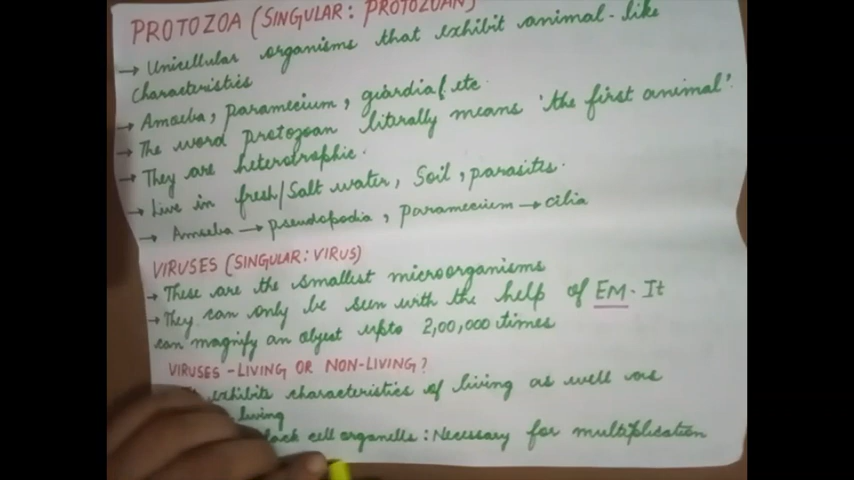 PROTOZOA (SINGULAR: PROTOZOAN)
→ Unicellular organisms that exhibit animal-like
characteristics
→ Amoeba, paramecium, giardia, etc
→ The word protozoan literally means 'the first animal'.
→ They are heterotrophic.
→ Live in fresh/Salt water, Soil, parasites.
→ Amoeba → pseudopodia, paramecium → cilia
VIRUSES (SINGULAR: VIRUS)
→ These are the smallest microorganisms
→ They can only be seen with the help of EM. It
can magnify an object upto 2,00,000 times
VIRUSES - LIVING OR NON-LIVING?
exhibits characteristics of living as well as
living
lack cell organells: Necessary for multiplication